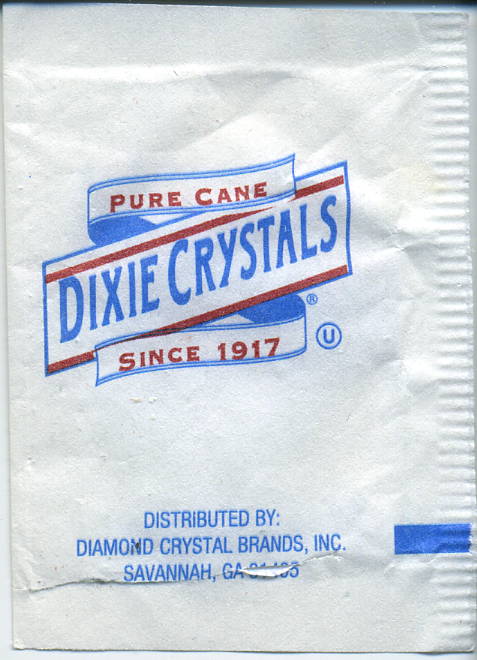 PURE CANE
DIXIE CRYSTALS
®
SINCE 1917
U
DISTRIBUTED BY:
DIAMOND CRYSTAL BRANDS, INC.
SAVANNAH, GA